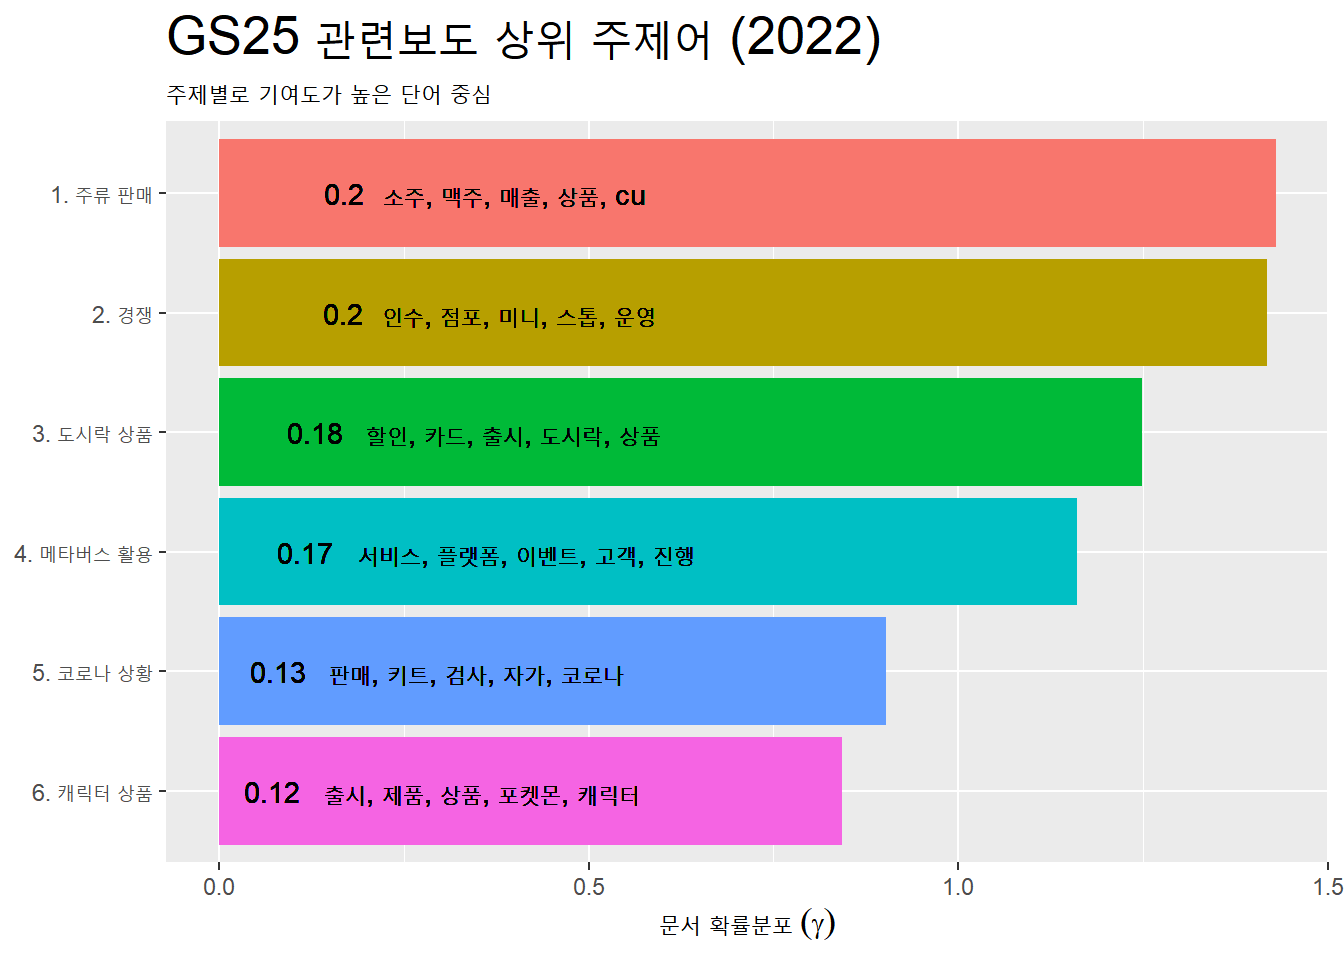 GS25 관련보도 상위 주제어 (2022)
주제별로 기여도가 높은 단어 중심
1. 주류 판매
0.2 소주, 맥주, 매출, 상품, cu
2. 경쟁
0.2 인수, 점포, 미니, 스톱, 운영
3. 도시락 상품
0.18 할인, 카드, 출시, 도시락, 상품
4. 메타버스 활용
0.17 서비스, 플랫폼, 이벤트, 고객, 진행
5. 코로나 상황
0.13 판매, 키트, 검사, 자가, 코로나
6. 캐릭터 상품
0.12 출시, 제품, 상품, 포켓몬, 캐릭터
0.0 0.5 1.0 1.5
문서 확률분포 (γ)